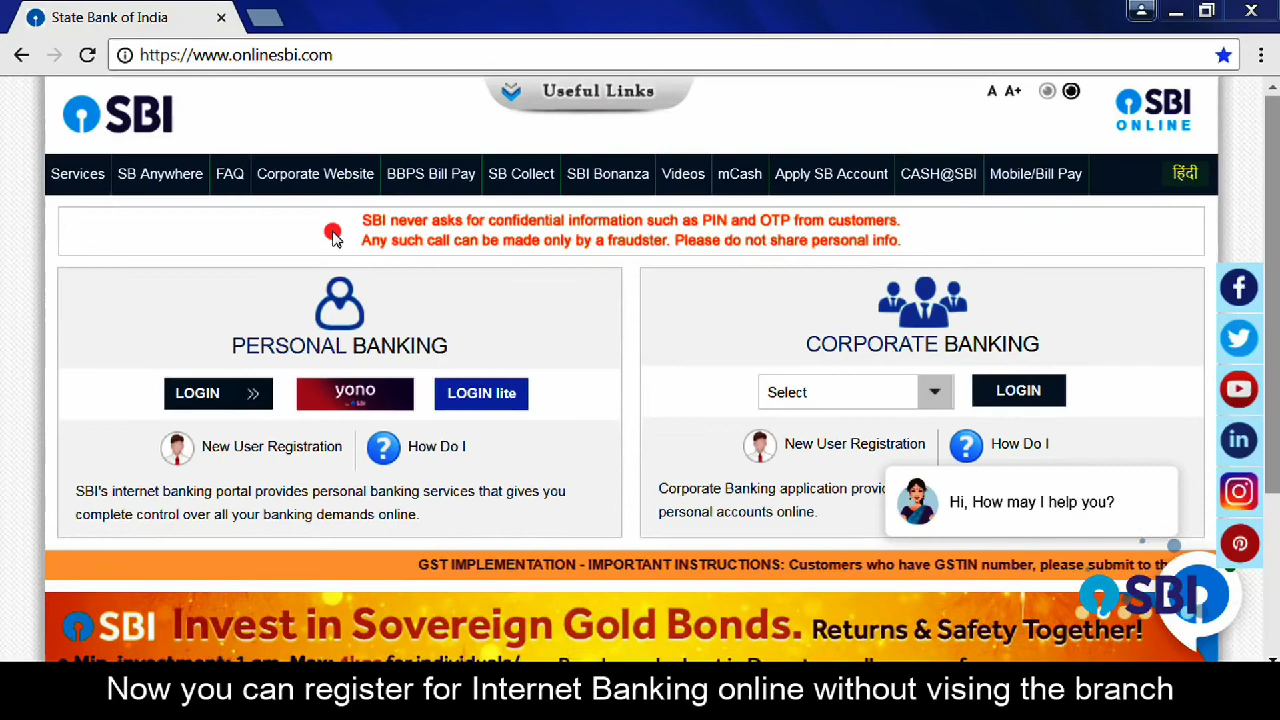 State Bank of India
https://www.onlinesbi.com
Useful Links
A A+
SBI
SBI
ONLINE
Services SB Anywhere FAQ Corporate Website BBPS Bill Pay SB Collect SBI Bonanza Videos mCash Apply SB Account CASH@SBI Mobile/Bill Pay हिंदी
SBI never asks for confidential information such as PIN and OTP from customers.
Any such call can be made only by a fraudster. Please do not share personal info.
PERSONAL BANKING
LOGIN
yono
LOGIN lite
New User Registration
How Do I
SBI's internet banking portal provides personal banking services that gives you
complete control over all your banking demands online.
CORPORATE BANKING
Select
LOGIN
New User Registration
How Do I
Corporate Banking application
personal accounts online.
Hi, How may I help you?
GST IMPLEMENTATION - IMPORTANT INSTRUCTIONS: Customers who have GSTIN number, please submit to
SBI Invest in Sovereign Gold Bonds. Returns & Safety Together!
SBI
Now you can register for Internet Banking online without vising the branch